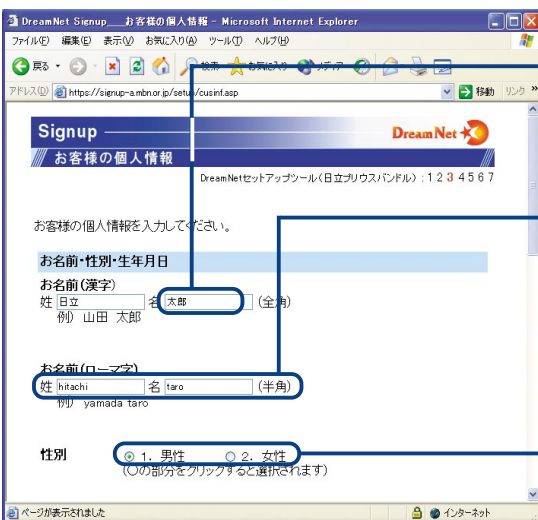 DreamNet Signup___お客様の個人情報 - Microsoft Internet Explorer
ファイル(F) 編集(E) 表示(V) お気に入り(A) ツール(T) ヘルプ(H)
戻る 検索 お気に入り メディア
アドレス(D) https://signup-a.mbn.or.jp/setup/cusinf.asp 移動 リンク »
Signup Dream Net
お客様の個人情報
DreamNetセットアップツール(日立プリウスバンドル) : 1 2 3 4 5 6 7
お客様の個人情報を入力してください。
お名前・性別・生年月日
お名前(漢字)
姓 日立 名 太郎 (全角)
例) 山田 太郎
お名前(ローマ字)
姓 hitachi 名 taro (半角)
例) yamada taro
性別 1. 男性 2. 女性
(○の部分をクリックすると選択されます)
ページが表示されました インターネット